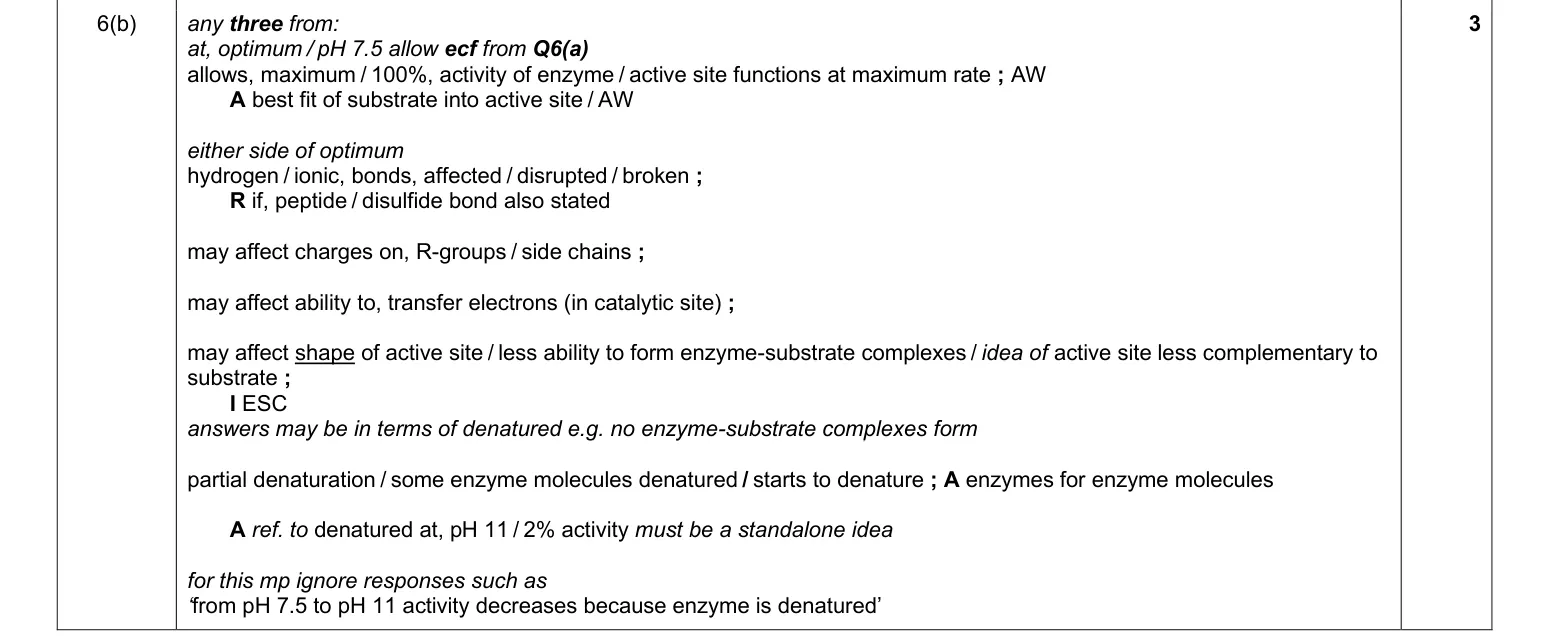 6(b)
any three from:
3
at, optimum / pH 7.5 allow ecf from Q6(a)
allows, maximum / 100%, activity of enzyme / active site functions at maximum rate ; AW
A best fit of substrate into active site / AW
either side of optimum
hydrogen / ionic, bonds, affected / disrupted / broken ;
R if, peptide / disulfide bond also stated
may affect charges on, R-groups / side chains ;
may affect ability to, transfer electrons (in catalytic site) ;
may affect shape of active site / less ability to form enzyme-substrate complexes / idea of active site less complementary to
substrate ;
I ESC
answers may be in terms of denatured e.g. no enzyme-substrate complexes form
partial denaturation / some enzyme molecules denatured / starts to denature ; A enzymes for enzyme molecules
A ref. to denatured at, pH 11 / 2% activity must be a standalone idea
for this mp ignore responses such as
‘from pH 7.5 to pH 11 activity decreases because enzyme is denatured’